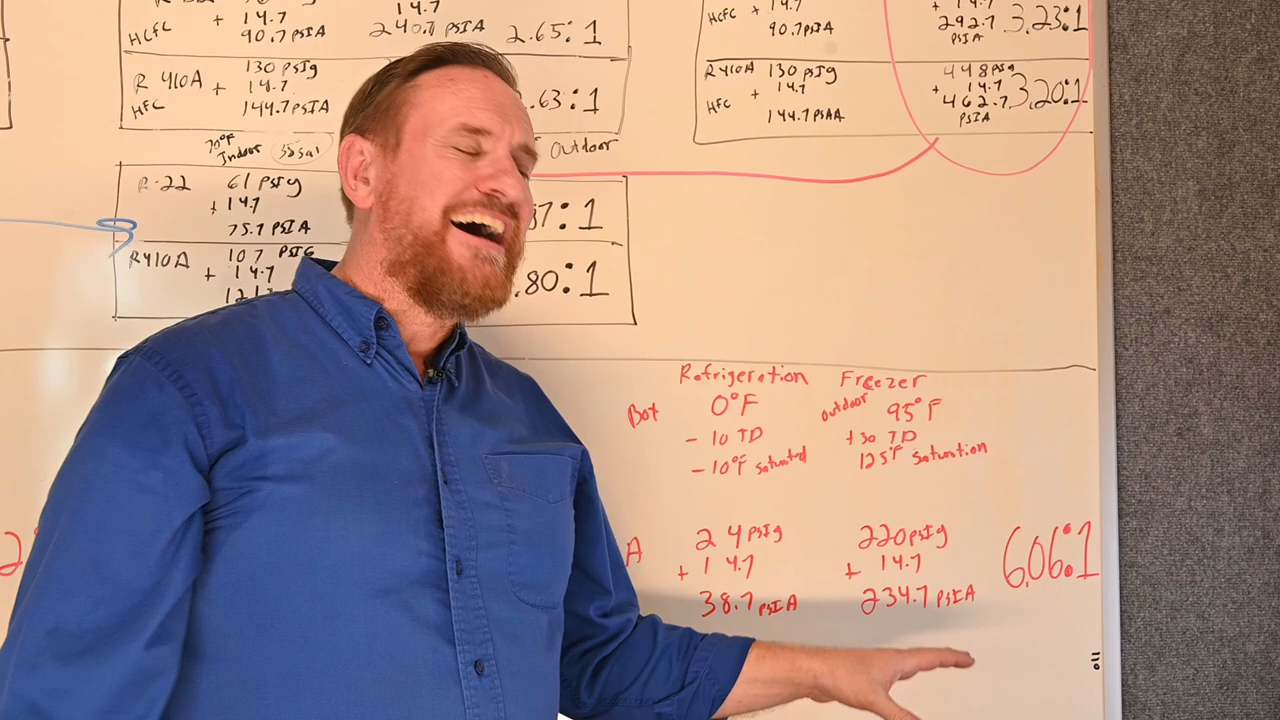 14.7
HCFC + 14.7
90.7 PSIA 240.7 PSIA 2.65:1
R 410A 130 PSIg
+ 14.7
HFC 144.7 PSIA .63:1
70°F Indoor Outdoor
R-22 61 PSIg
+ 14.7
75.7 PSIA 87:1
R410A 107 PSIG
+ 14.7
.80:1
14.7
HCFC + 14.7
90.7 PSIA 292.7 PSIA 3.23:1
R410A 130 PSIg 448 PSIg
+ 14.7 + 14.7
HFC 144.7 PSAA 462.7 PSIA 3.20:1
Refrigeration Freezer
Box 0°F outdoor 95°F
- 10 TD +30 TD
-10°F saturated 125°F Saturation
A 24 PSIg 220 PSIg 6.06:1
+ 14.7 + 14.7
38.7 PSIA 234.7 PSIA
2